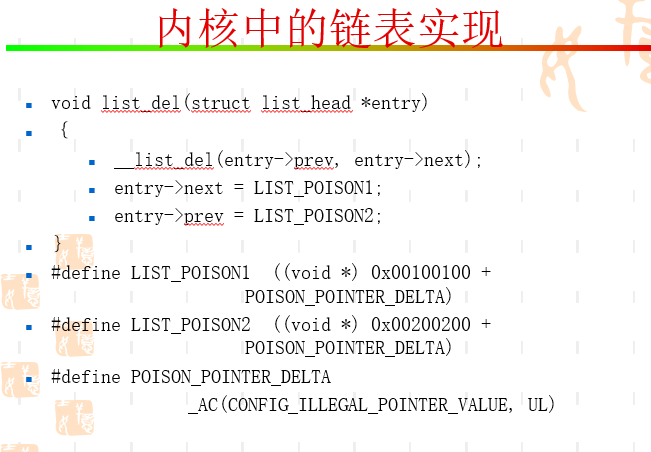 内核中的链表实现
void list_del(struct list_head *entry)
{
__list_del(entry->prev, entry->next);
entry->next = LIST_POISON1;
entry->prev = LIST_POISON2;
}
#define LIST_POISON1 ((void *) 0x00100100 +
POISON_POINTER_DELTA)
#define LIST_POISON2 ((void *) 0x00200200 +
POISON_POINTER_DELTA)
#define POISON_POINTER_DELTA
_AC(CONFIG_ILLEGAL_POINTER_VALUE, UL)